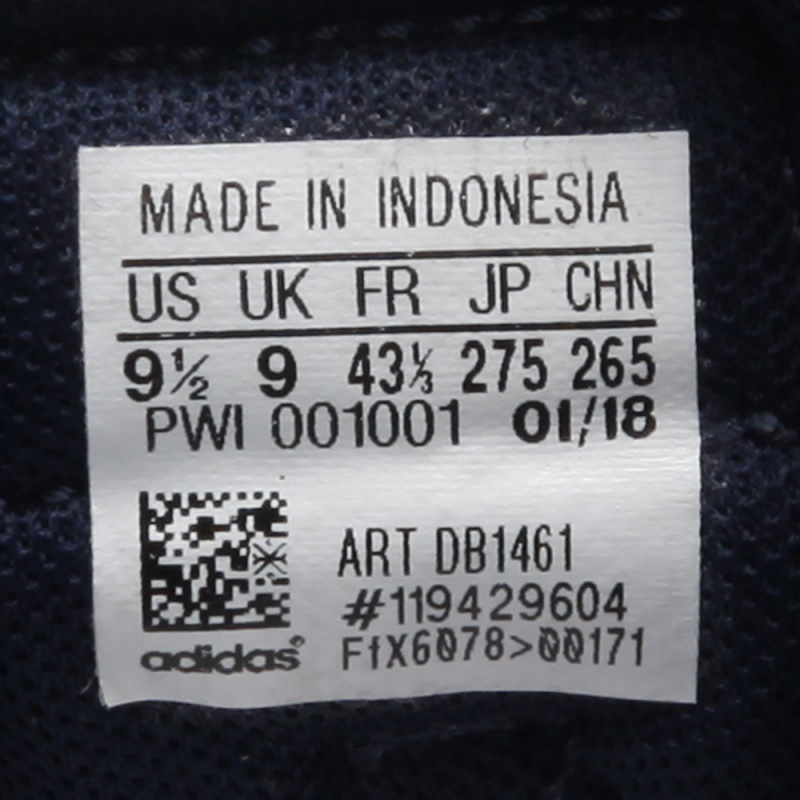 MADE IN INDONESIA
US UK FR JP CHN
9½ 9 43⅓ 275 265
PWI 001001 01/18
ART DB1461
#119429604
adidas®
F1X6078>00171